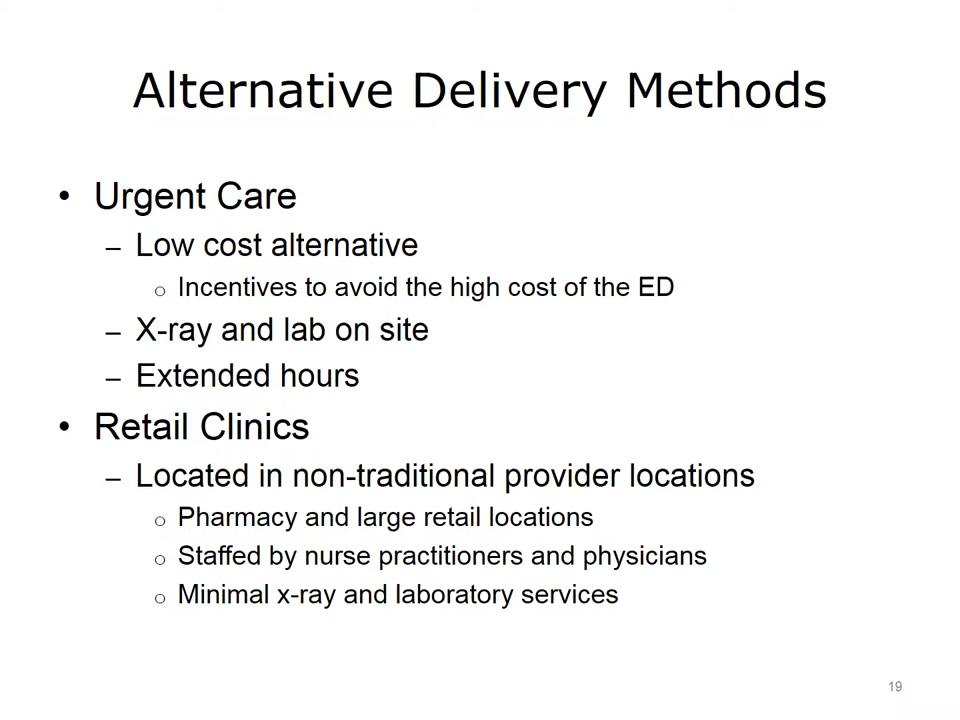 Alternative Delivery Methods
• Urgent Care
– Low cost alternative
o Incentives to avoid the high cost of the ED
– X-ray and lab on site
– Extended hours
• Retail Clinics
– Located in non-traditional provider locations
o Pharmacy and large retail locations
o Staffed by nurse practitioners and physicians
o Minimal x-ray and laboratory services
19